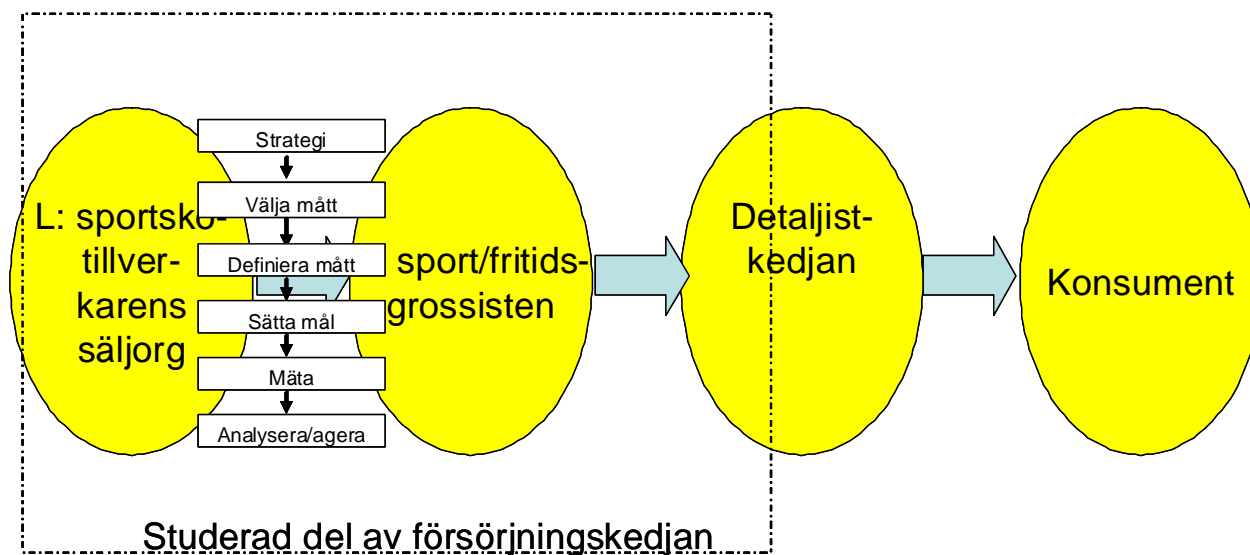 L: sportsko-
tillver-
karens
säljorg
Strategi
Välja mått
Definiera mått
Sätta mål
Mäta
Analysera/agera
sport/fritids-
grossisten
Detaljist-
kedjan
Konsument
Studerad del av försörjningskedjan